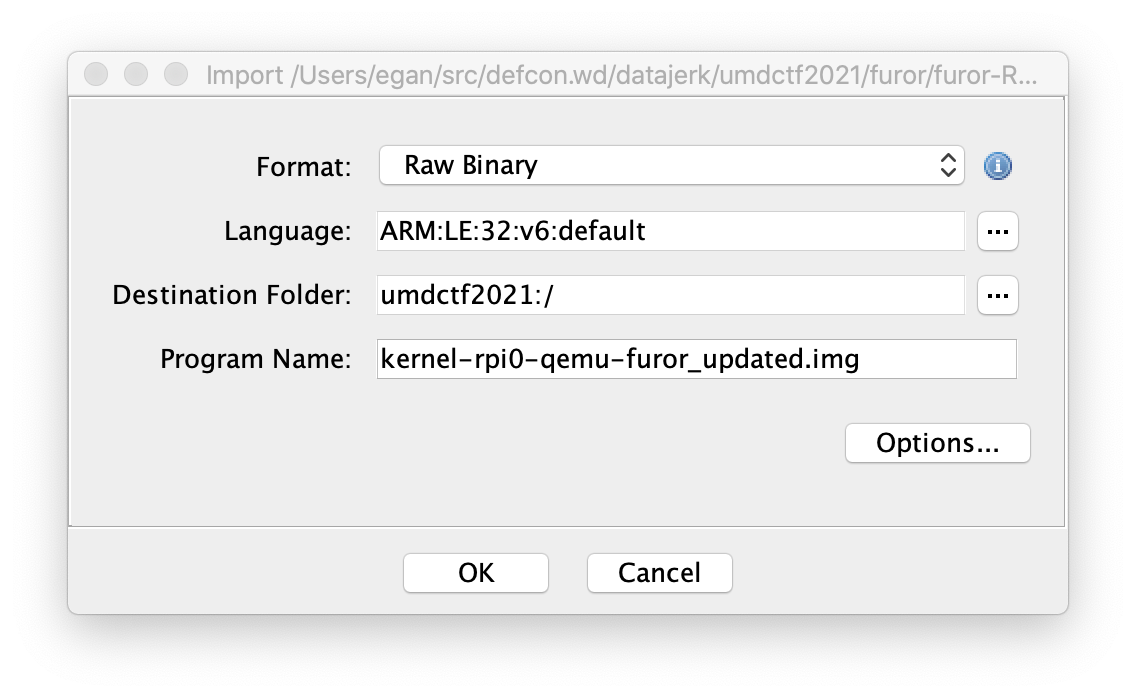 Import /Users/egan/src/defcon.wd/datajerk/umdctf2021/furor/furor-R...
Format: Raw Binary
Language: ARM:LE:32:v6:default ...
Destination Folder: umdctf2021:/ ...
Program Name: kernel-rpi0-qemu-furor_updated.img
Options...
OK Cancel